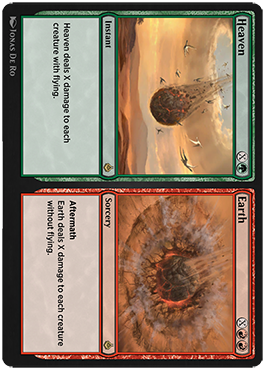 Heaven
Instant
Heaven deals X damage to each
creature with flying.
Earth
X
Sorcery
Aftermath
Earth deals X damage to each creature
without flying.
X
JONAS DE RO